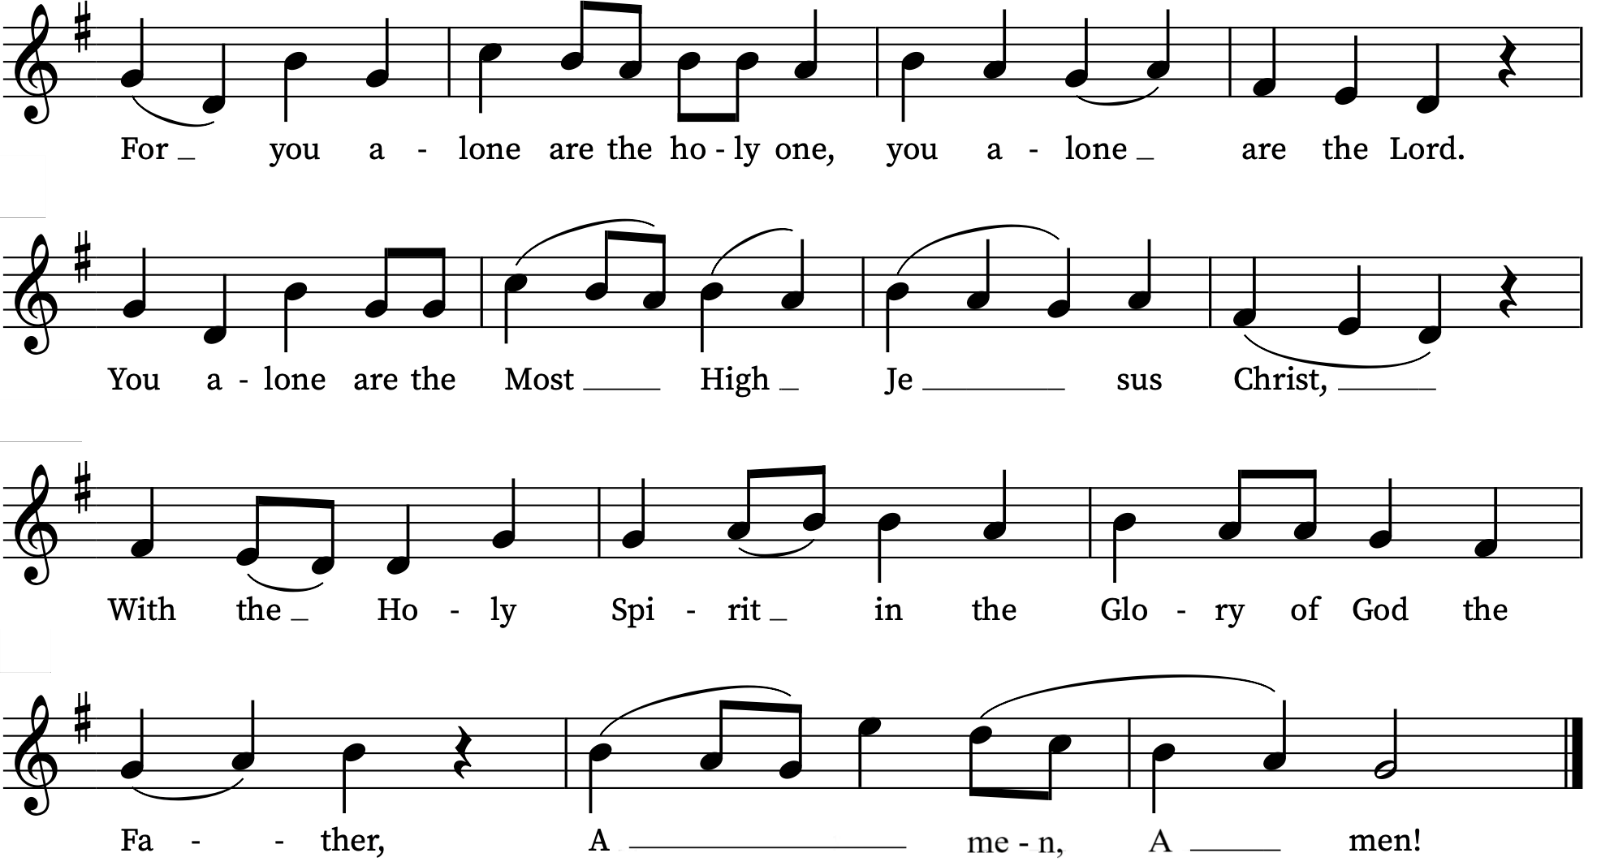 For _ you a - lone are the ho - ly one, you a - lone _ are the Lord.
You a - lone are the Most ___ High _ Je ___ sus Christ, ___
With the _ Ho - ly Spi - rit _ in the Glo - ry of God the
Fa - - ther, A ___ me - n, A ___ men!